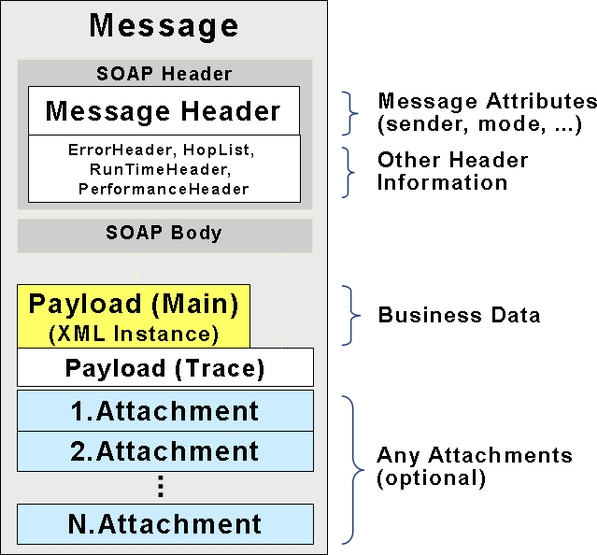 Message
SOAP Header
Message Header
Message Attributes
(sender, mode, ...)
ErrorHeader, HopList,
RunTimeHeader,
PerformanceHeader
Other Header
Information
SOAP Body
Payload (Main)
(XML Instance)
Business Data
Payload (Trace)
1.Attachment
2.Attachment
⋮
N.Attachment
Any Attachments
(optional)